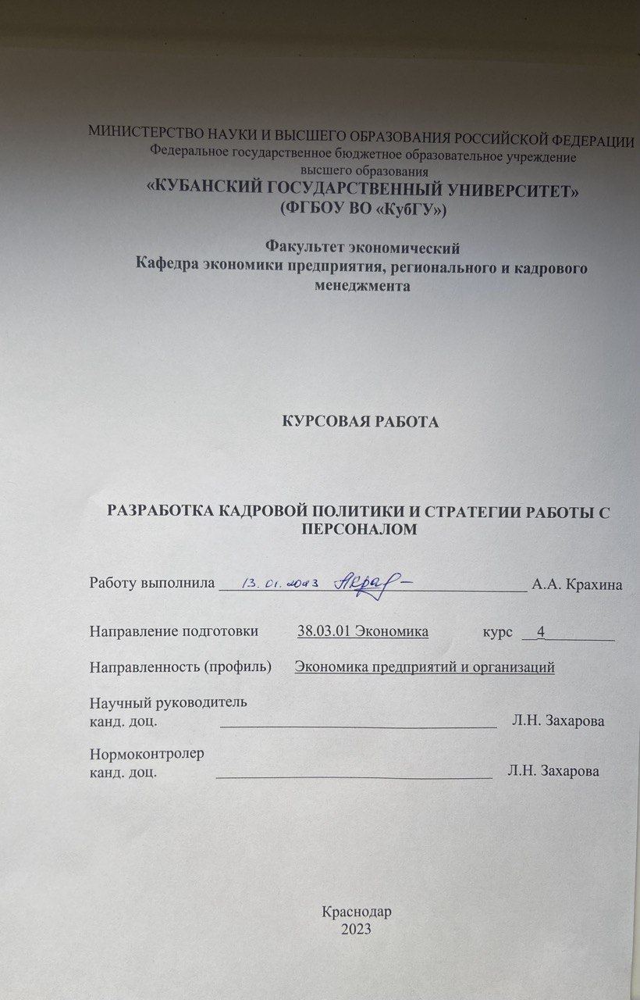 МИНИСТЕРСТВО НАУКИ И ВЫСШЕГО ОБРАЗОВАНИЯ РОССИЙСКОЙ ФЕДЕРАЦИИ
Федеральное государственное бюджетное образовательное учреждение
высшего образования
«КУБАНСКИЙ ГОСУДАРСТВЕННЫЙ УНИВЕРСИТЕТ»
(ФГБОУ ВО «КубГУ»)
Факультет экономический
Кафедра экономики предприятия, регионального и кадрового
менеджмента
КУРСОВАЯ РАБОТА
РАЗРАБОТКА КАДРОВОЙ ПОЛИТИКИ И СТРАТЕГИИ РАБОТЫ С
ПЕРСОНАЛОМ
Работу выполнила 13.01.2023 А.А. Крахина
Направление подготовки 38.03.01 Экономика курс 4
Направленность (профиль) Экономика предприятий и организаций
Научный руководитель
канд. доц. Л.Н. Захарова
Нормоконтролер
канд. доц. Л.Н. Захарова
Краснодар
2023